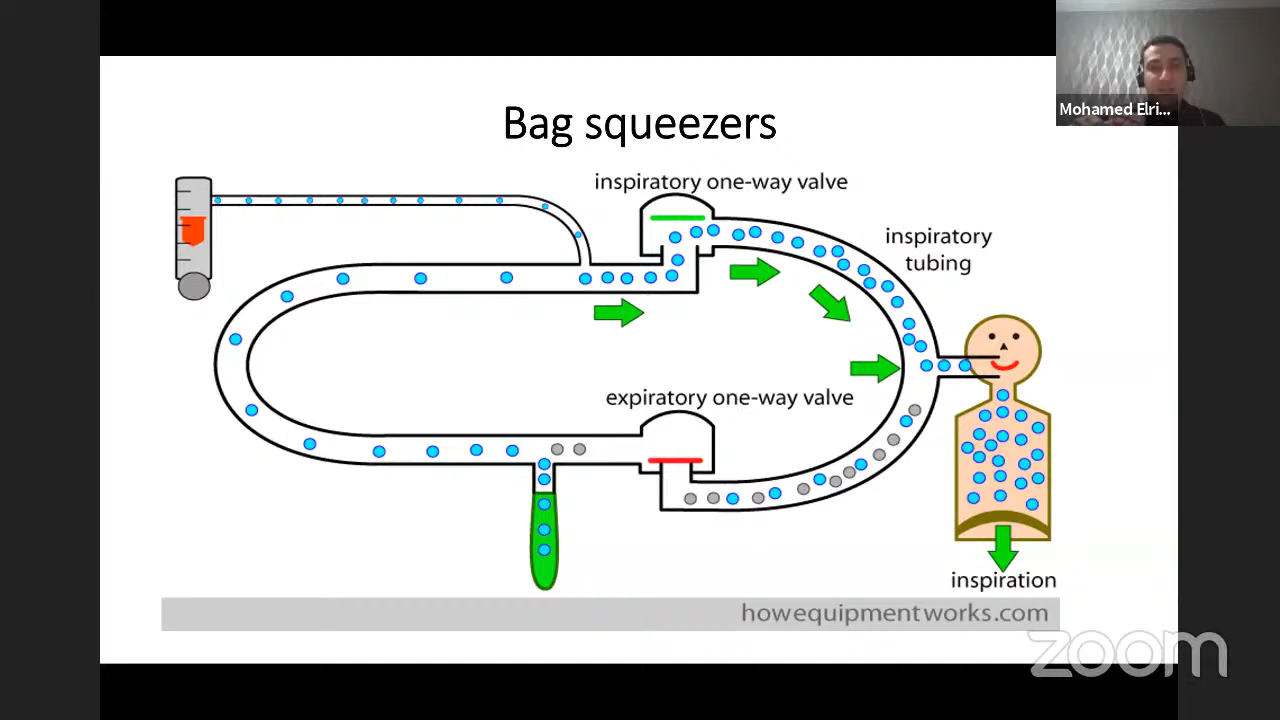 Mohamed Elri...
Bag squeezers
inspiratory one-way valve
inspiratory
tubing
expiratory one-way valve
inspiration
howequipmentworks.com
zoom